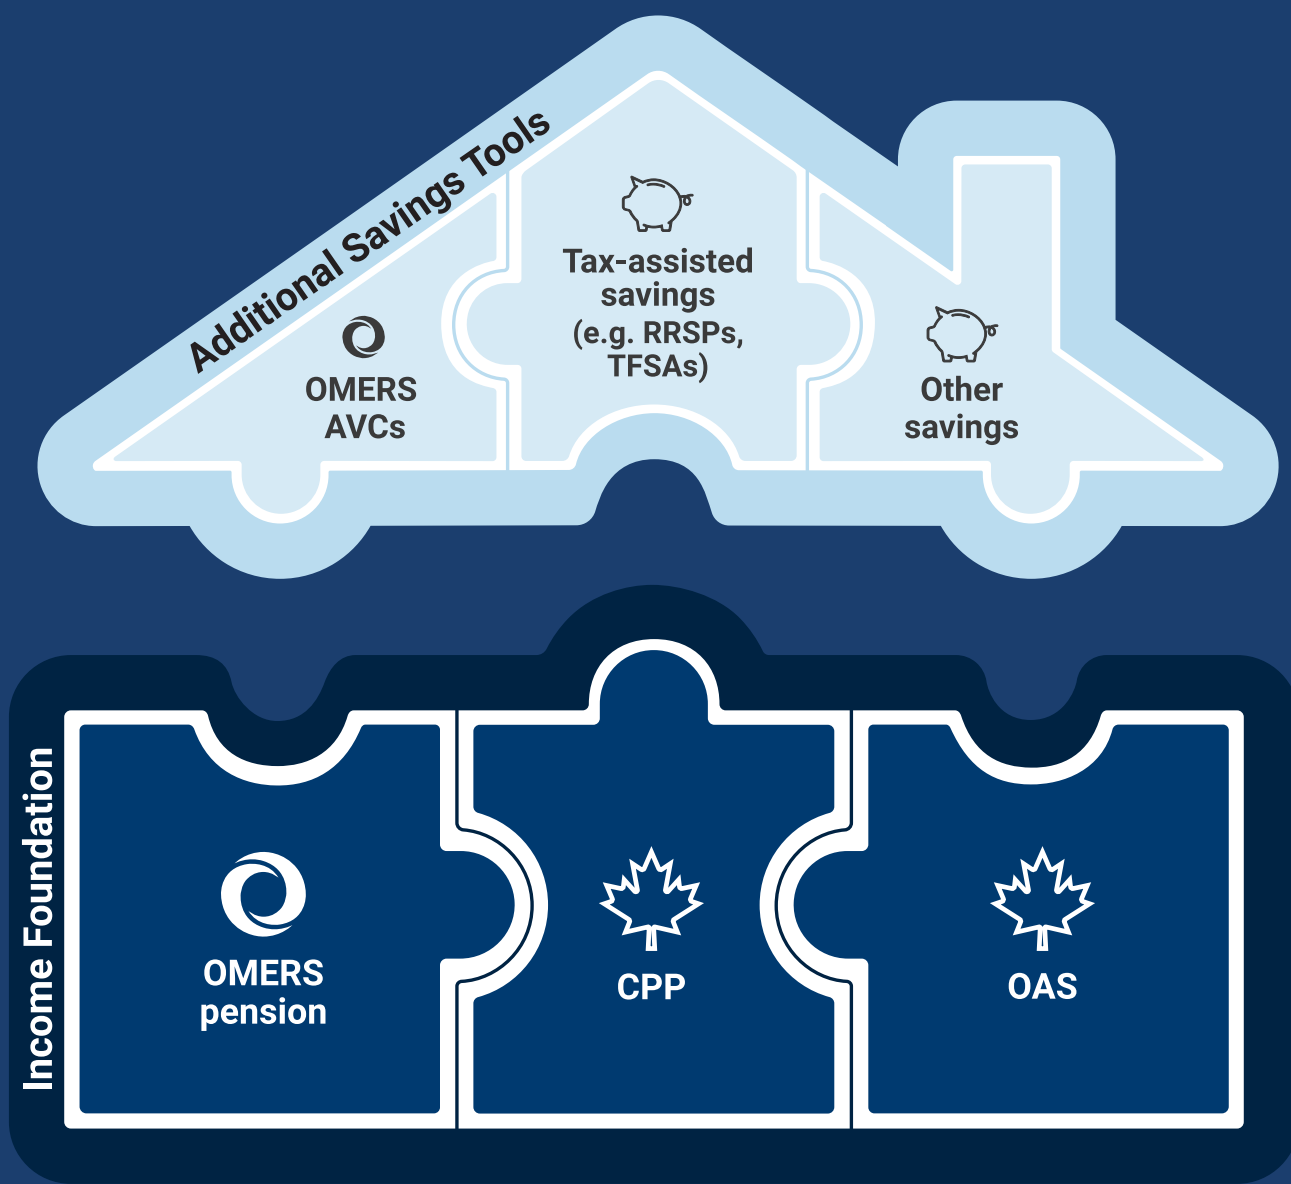 Additional Savings Tools
Tax-assisted
savings
(e.g. RRSPs,
TFSAs)
OMERS
AVCs
Other
savings
Income Foundation
OMERS
pension
CPP
OAS